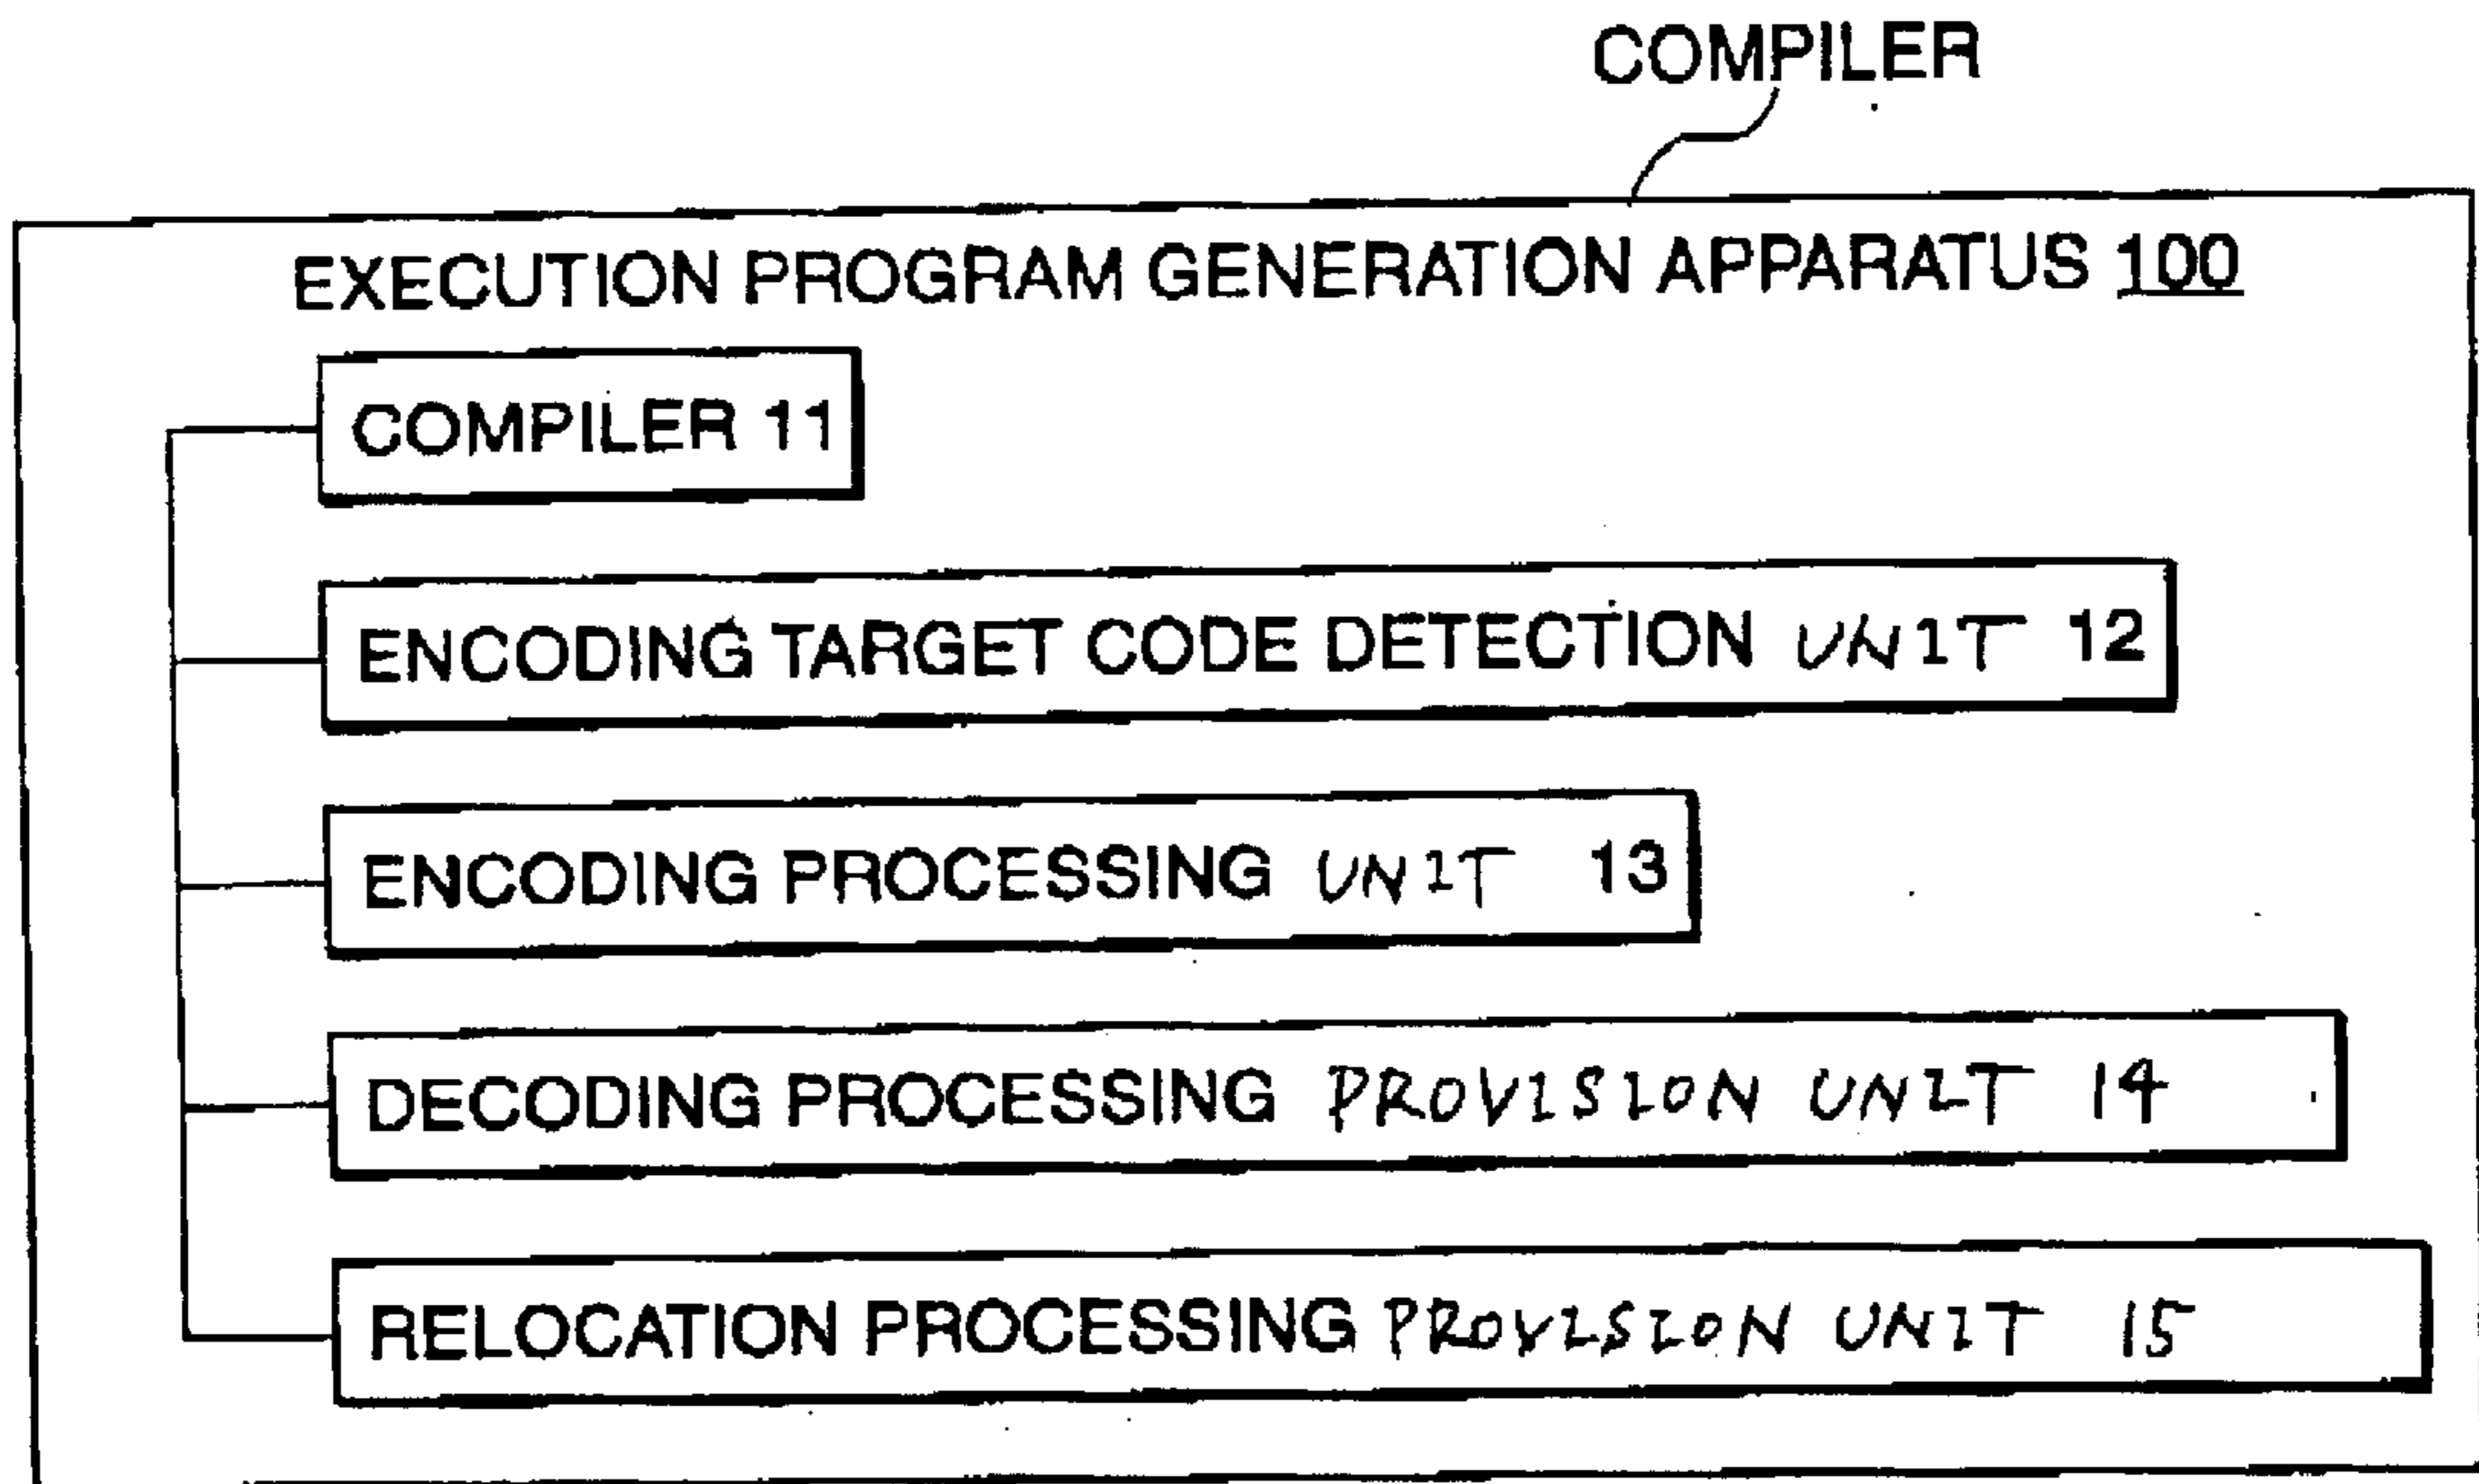 COMPILER
EXECUTION PROGRAM GENERATION APPARATUS 100
COMPILER 11
ENCODING TARGET CODE DETECTION UNIT 12
ENCODING PROCESSING UNIT 13
DECODING PROCESSING PROVISION UNIT 14
RELOCATION PROCESSING PROVISION UNIT 15